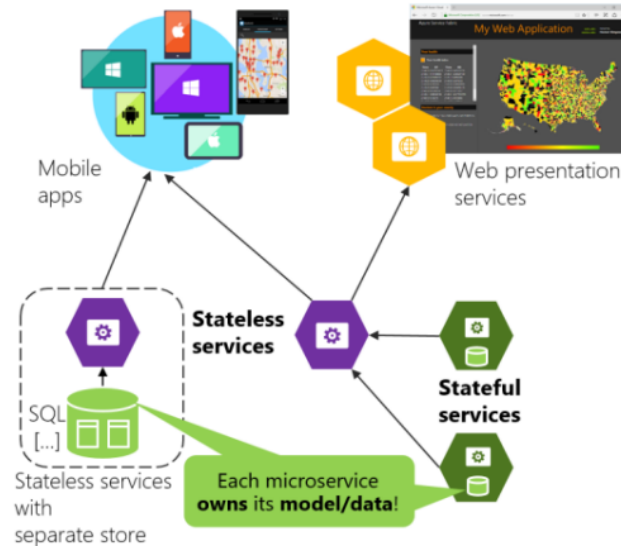 My Web Application
Mobile
apps
Web presentation
services
Stateless
services
Stateful
services
SQL
[...]
Each microservice
owns its model/data!
Stateless services
with
separate store